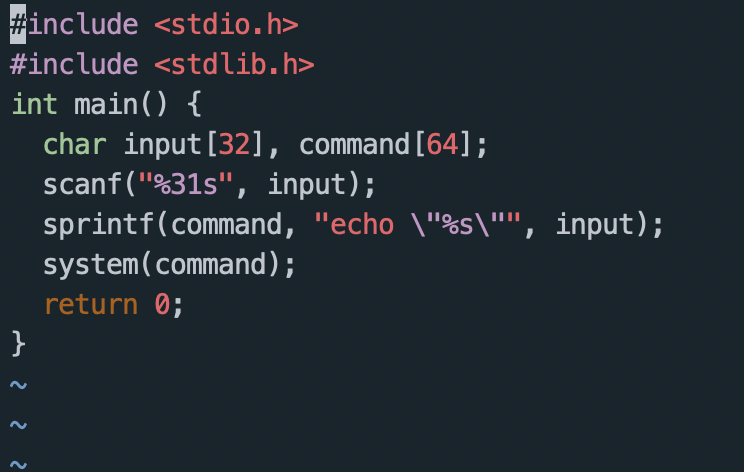 #include <stdio.h>
#include <stdlib.h>
int main() {
  char input[32], command[64];
  scanf("%31s", input);
  sprintf(command, "echo \"%s\"", input);
  system(command);
  return 0;
}
~
~
~